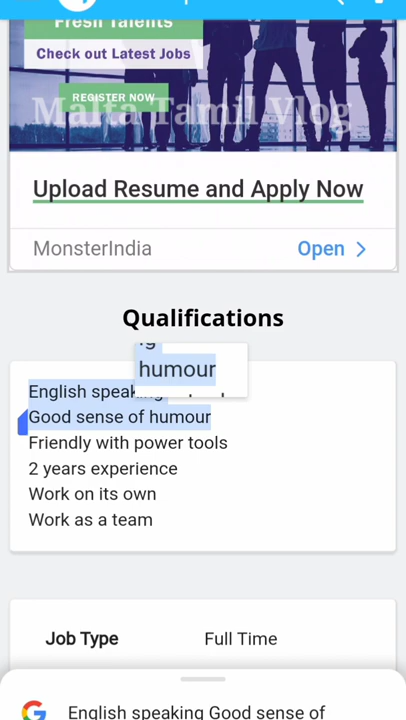 Fresh Talents
Check out Latest Jobs
REGISTER NOW
Malta Tamil Vlog
Upload Resume and Apply Now
MonsterIndia
Open
Qualifications
humour
English speaking
Good sense of humour
Friendly with power tools
2 years experience
Work on its own
Work as a team
Job Type Full Time
English speaking Good sense of